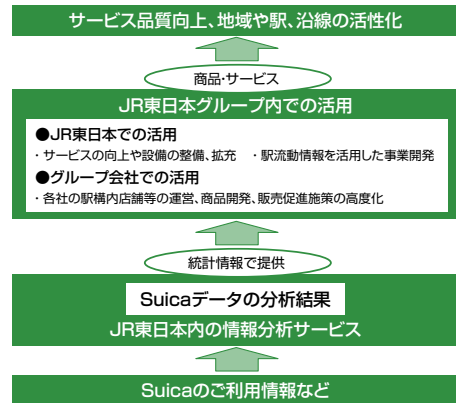 サービス品質向上、地域や駅、沿線の活性化
商品・サービス
JR東日本グループ内での活用
●JR東日本での活用
・サービスの向上や設備の整備、拡充　・駅流動情報を活用した事業開発
●グループ会社での活用
・各社の駅構内店舗等の運営、商品開発、販売促進施策の高度化
統計情報で提供
Suicaデータの分析結果
JR東日本内の情報分析サービス
Suicaのご利用情報など